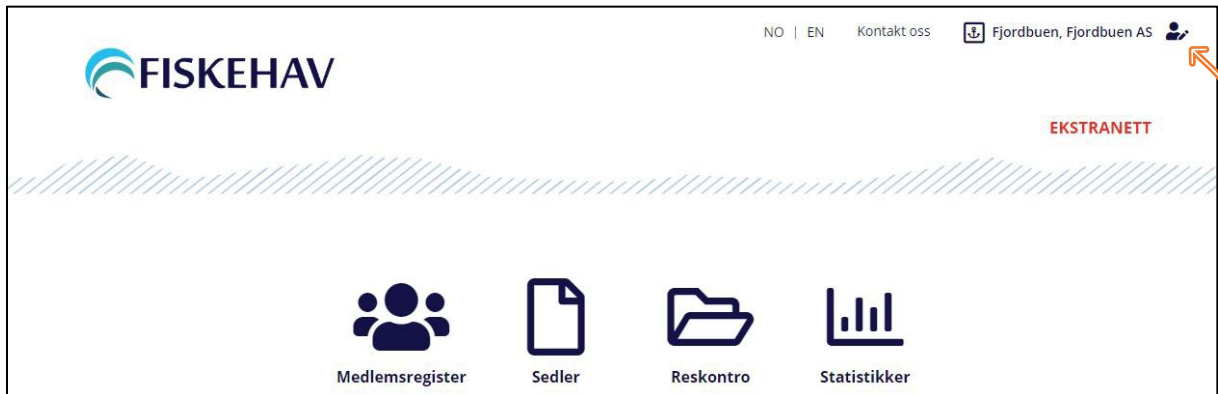 NO | EN Kontakt oss Fjordbuen, Fjordbuen AS
FISKEHAV
EKSTRANETT
Medlemsregister Sedler Reskontro Statistikker